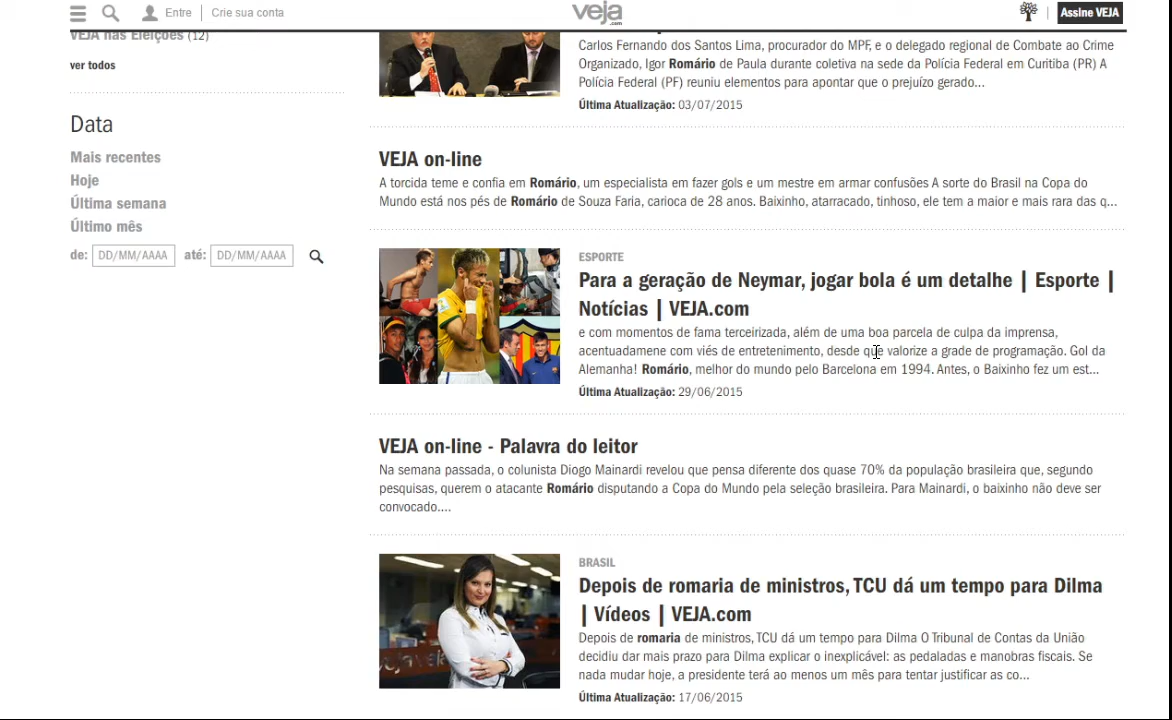 Entre | Crie sua conta
veja
.com
Assine VEJA
VEJA nas Eleições (12)
ver todos
Data
Mais recentes
Hoje
Última semana
Último mês
de: DD/MM/AAAA até: DD/MM/AAAA
Carlos Fernando dos Santos Lima, procurador do MPF, e o delegado regional de Combate ao Crime
Organizado, Igor Romário de Paula durante coletiva na sede da Polícia Federal em Curitiba (PR) A
Polícia Federal (PF) reuniu elementos para apontar que o prejuízo gerado...
Última Atualização: 03/07/2015
VEJA on-line
A torcida teme e confia em Romário, um especialista em fazer gols e um mestre em armar confusões A sorte do Brasil na Copa do
Mundo está nos pés de Romário de Souza Faria, carioca de 28 anos. Baixinho, atarracado, tinhoso, ele tem a maior e mais rara das q...
ESPORTE
Para a geração de Neymar, jogar bola é um detalhe | Esporte |
Notícias | VEJA.com
e com momentos de fama terceirizada, além de uma boa parcela de culpa da imprensa,
acentuadamene com viés de entretenimento, desde que valorize a grade de programação. Gol da
Alemanha! Romário, melhor do mundo pelo Barcelona em 1994. Antes, o Baixinho fez um est...
Última Atualização: 29/06/2015
VEJA on-line - Palavra do leitor
Na semana passada, o colunista Diogo Mainardi revelou que pensa diferente dos quase 70% da população brasileira que, segundo
pesquisas, querem o atacante Romário disputando a Copa do Mundo pela seleção brasileira. Para Mainardi, o baixinho não deve ser
convocado....
BRASIL
Depois de romaria de ministros, TCU dá um tempo para Dilma
| Vídeos | VEJA.com
Depois de romaria de ministros, TCU dá um tempo para Dilma O Tribunal de Contas da União
decidiu dar mais prazo para Dilma explicar o inexplicável: as pedaladas e manobras fiscais. Se
nada mudar hoje, a presidente terá ao menos um mês para tentar justificar as co...
Última Atualização: 17/06/2015